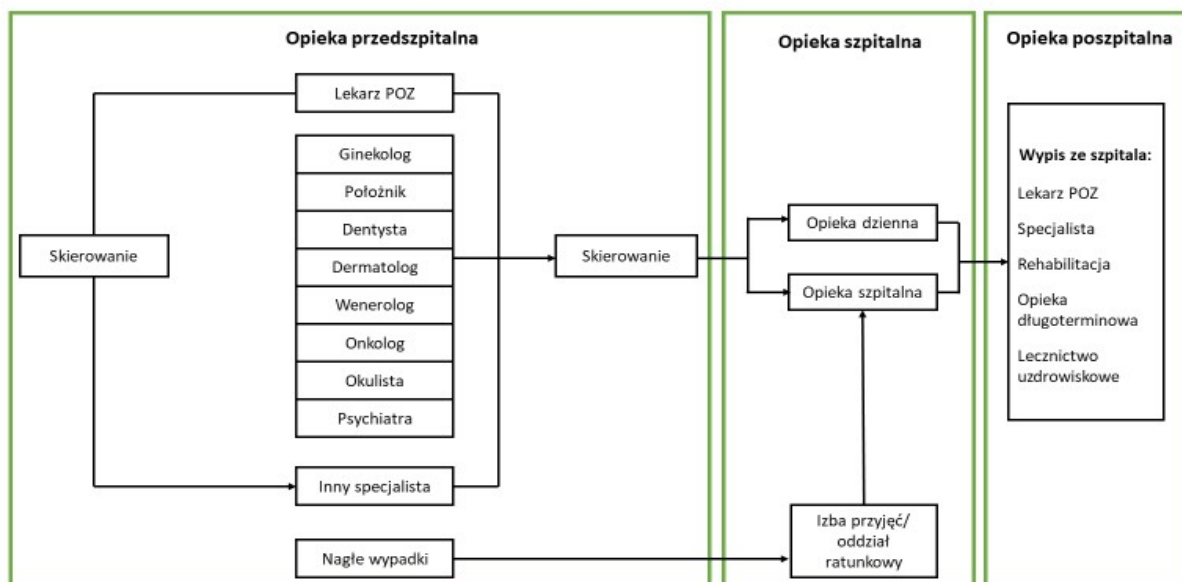 Opieka przedszpitalna
Lekarz POZ
Ginekolog
Położnik
Dentysta
Skierowanie
Dermatolog
Wenerolog
Onkolog
Okulista
Psychiatra
Inny specjalista
Nagłe wypadki
Skierowanie
Opieka szpitalna
Opieka dzienna
Opieka szpitalna
Izba przyjęć/
oddział
ratunkowy
Opieka poszpitalna
Wypis ze szpitala:
Lekarz POZ
Specjalista
Rehabilitacja
Opieka
długoterminowa
Lecznictwo
uzdrowiskowe